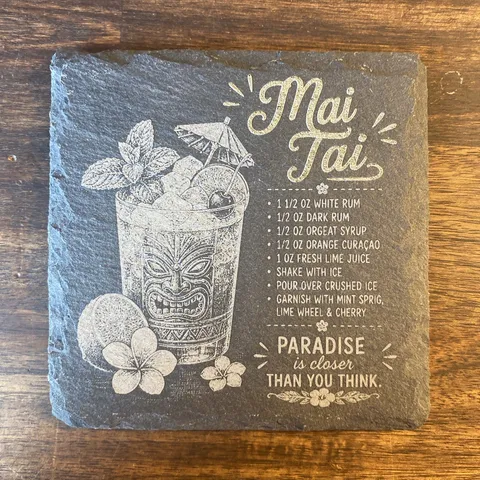 Mai
Tai
• 1 1/2 OZ WHITE RUM
• 1/2 OZ DARK RUM
• 1/2 OZ ORGEAT SYRUP
• 1/2 OZ ORANGE CURAÇAO
• 1 OZ FRESH LIME JUICE
• SHAKE WITH ICE
• POUR OVER CRUSHED ICE
• GARNISH WITH MINT SPRIG,
LIME WHEEL & CHERRY
PARADISE
is closer
THAN YOU THINK.